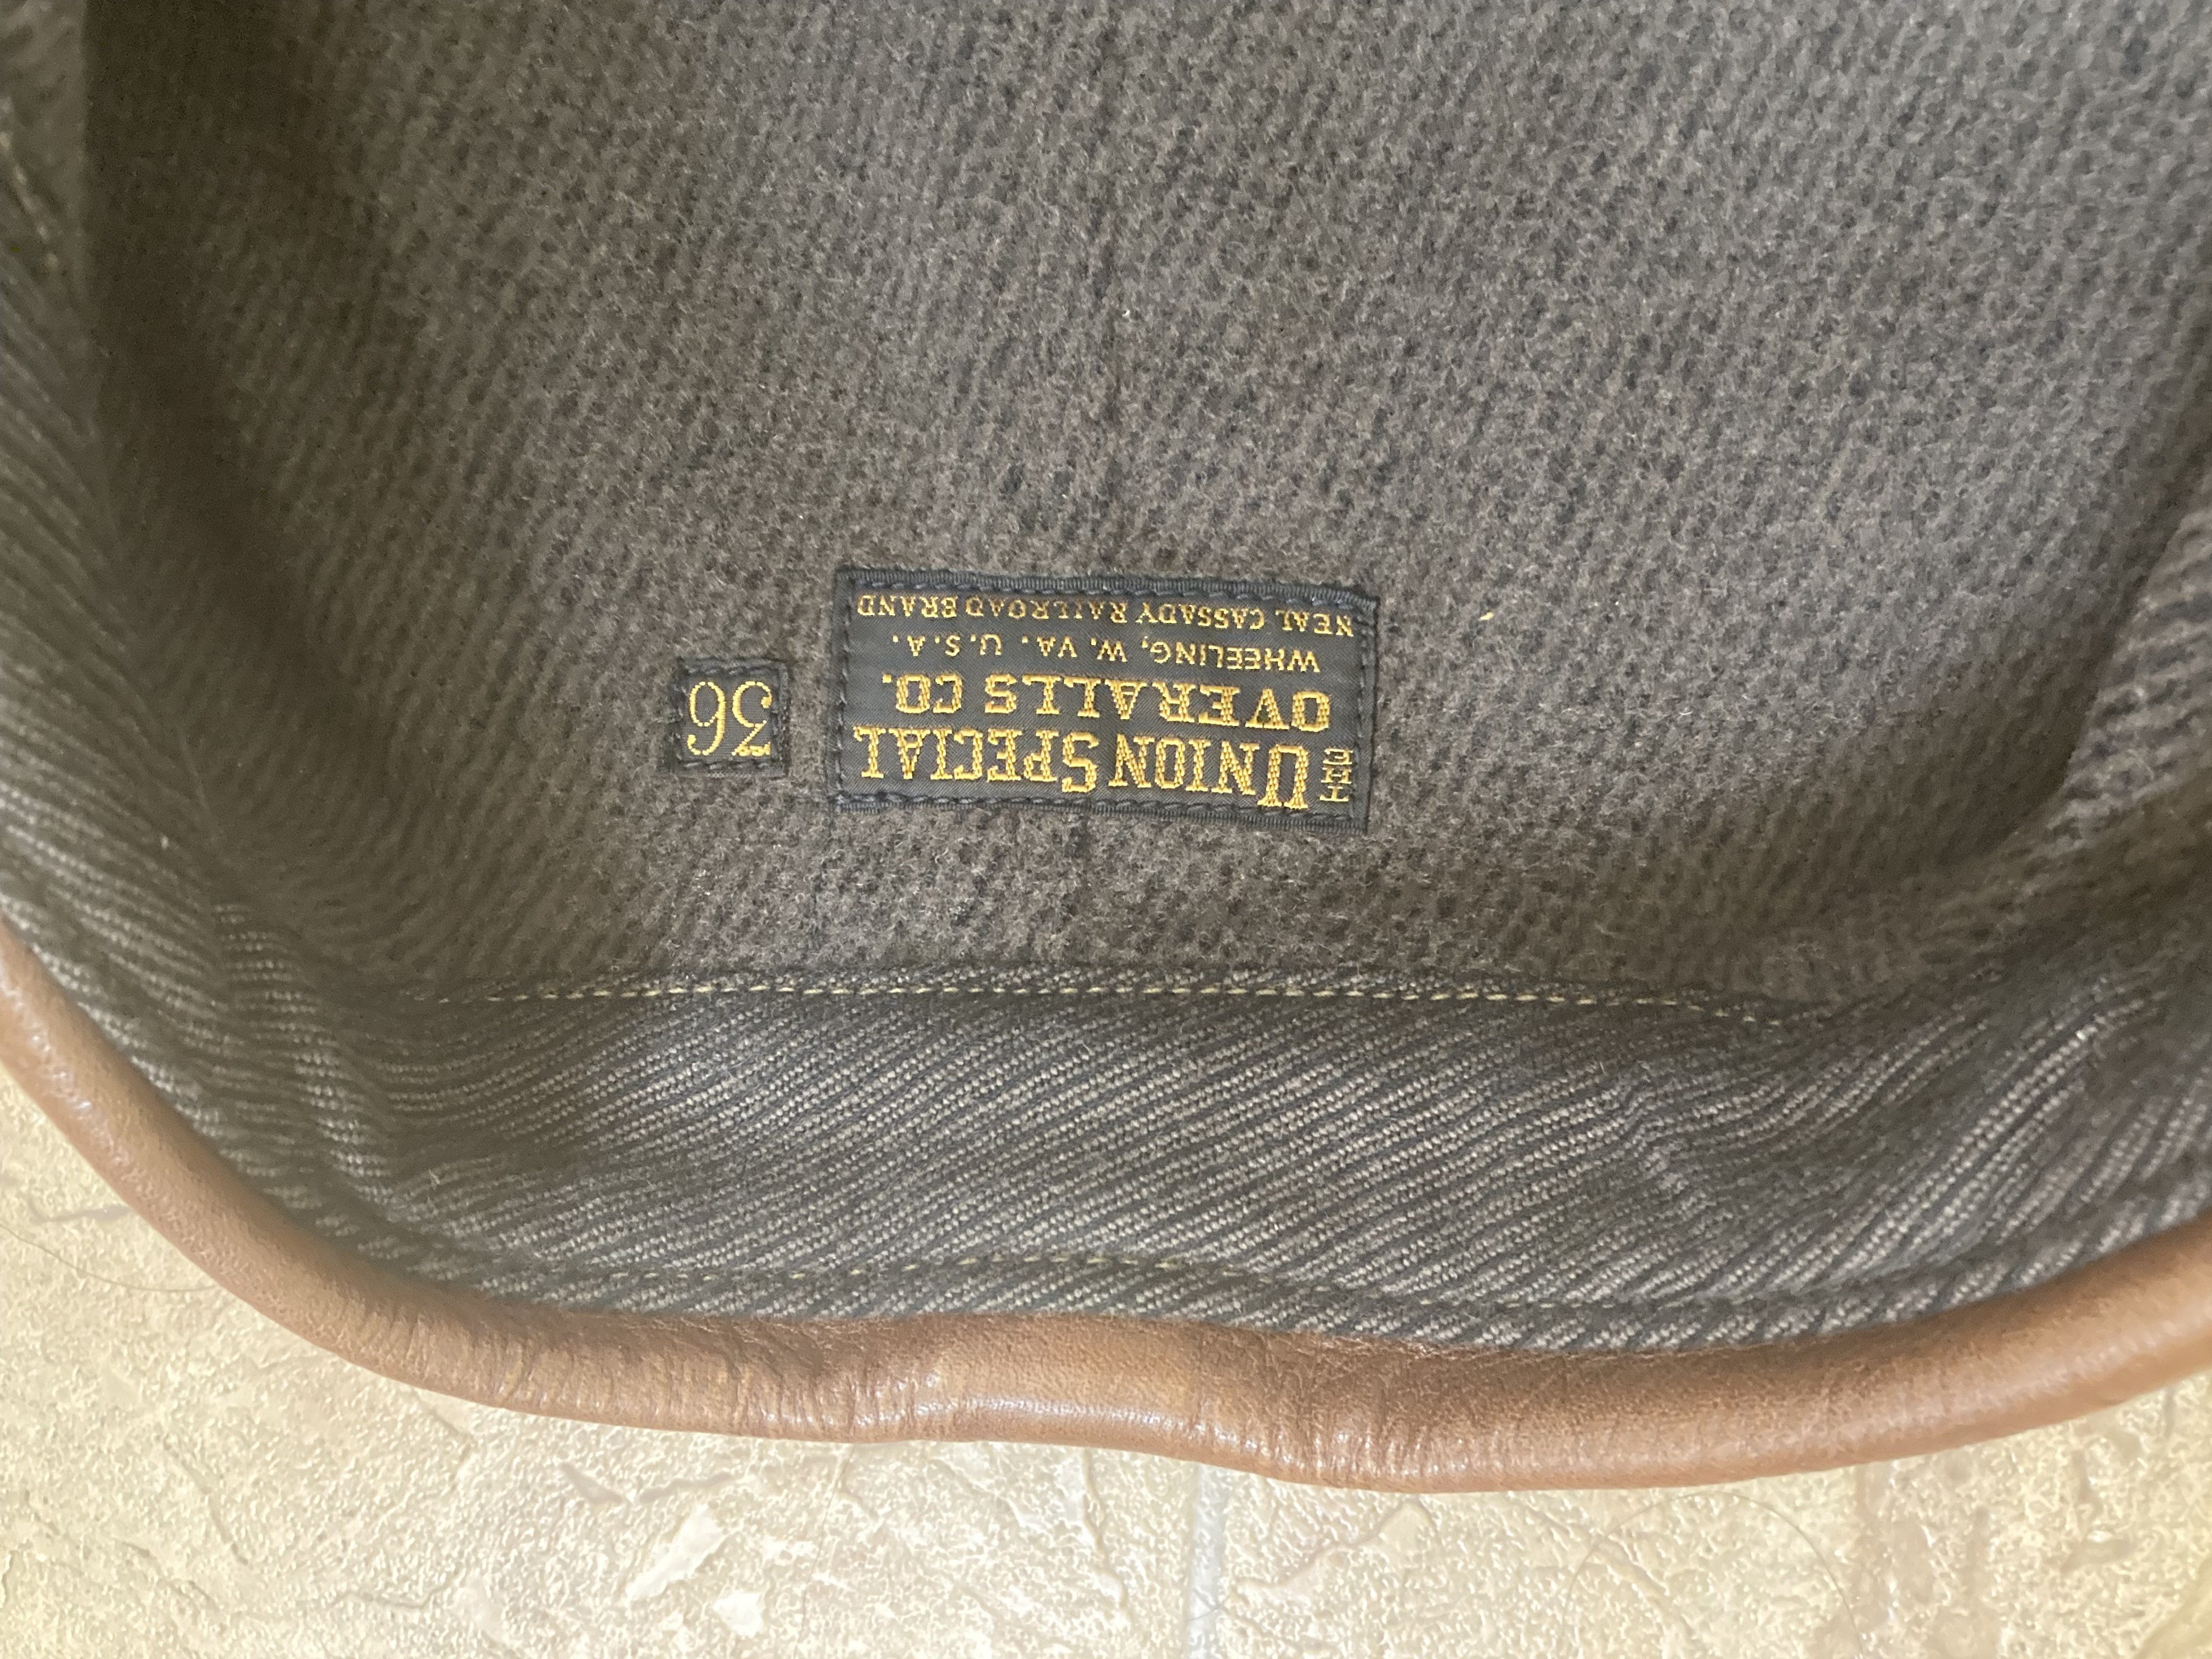 THE UNION SPECIAL
OVERALLS CO.
WHEELING, W. VA. U.S.A.
NEAL CASSADY RAILROAD BRAND
36